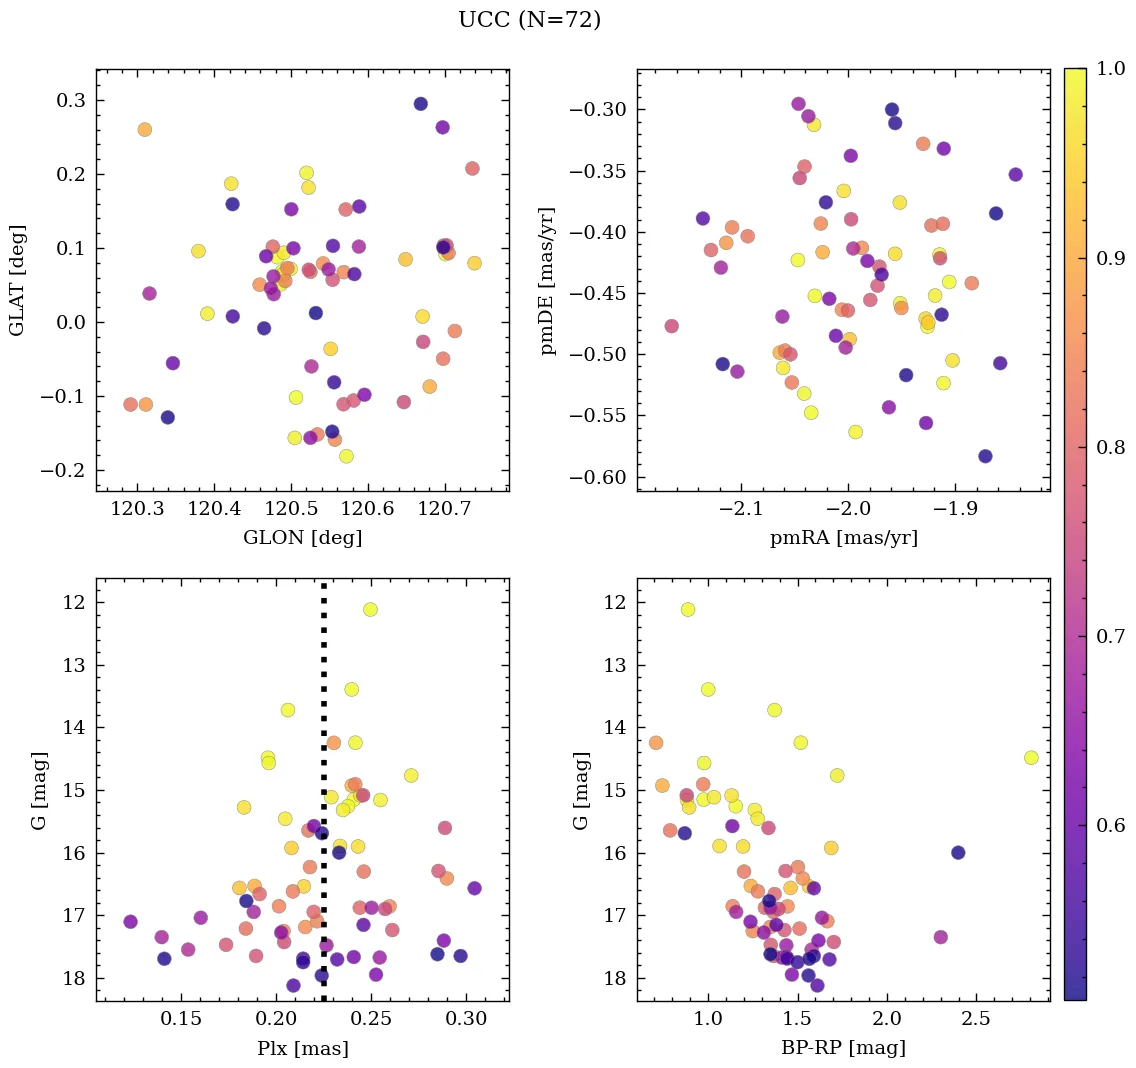 UCC (N=72)
0.3
0.2
0.1
0.0
−0.1
−0.2
GLAT [deg]
120.3 120.4 120.5 120.6 120.7
GLON [deg]
−0.30
−0.35
−0.40
−0.45
−0.50
−0.55
−0.60
pmDE [mas/yr]
−2.1 −2.0 −1.9
pmRA [mas/yr]
1.0
0.9
0.8
0.7
0.6
12
13
14
15
16
17
18
G [mag]
0.15 0.20 0.25 0.30
Plx [mas]
12
13
14
15
16
17
18
G [mag]
1.0 1.5 2.0 2.5
BP-RP [mag]